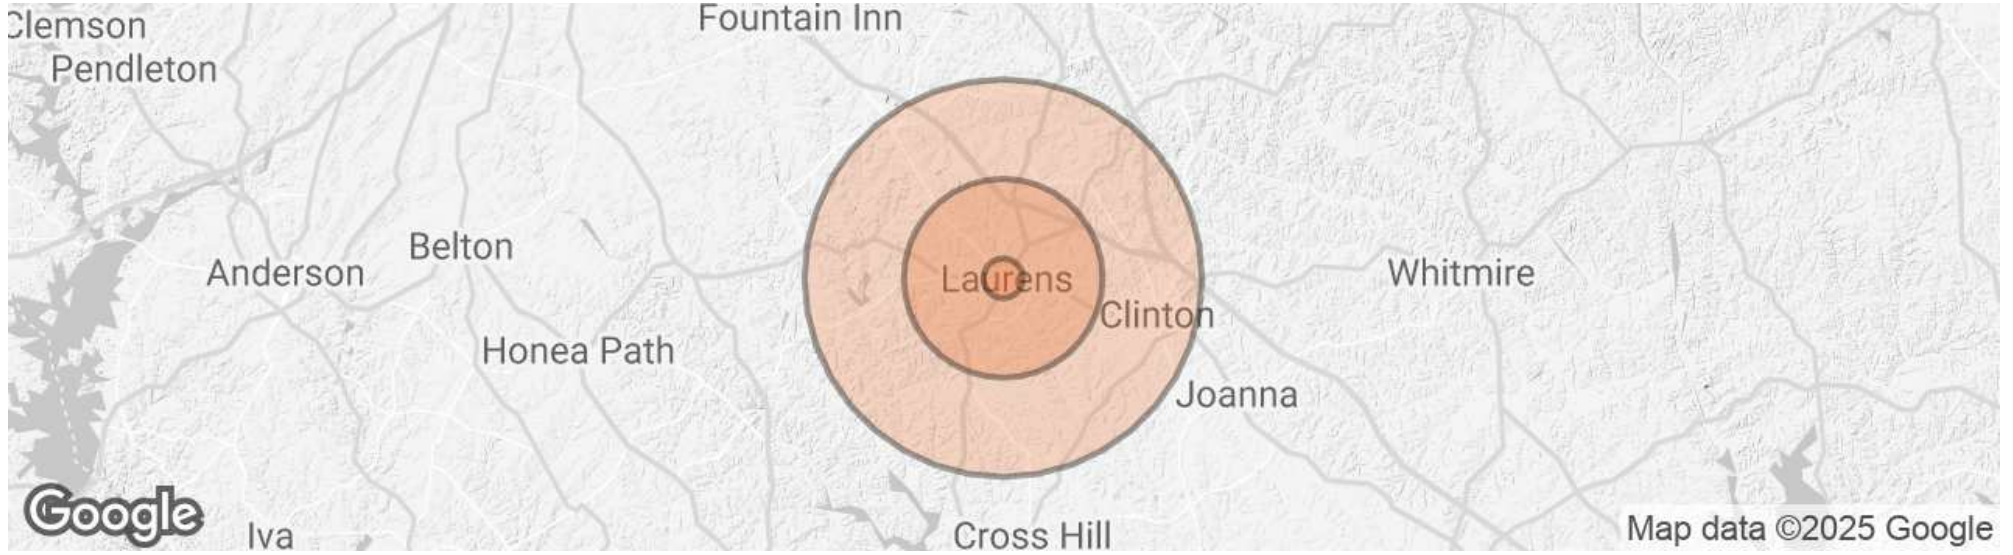 Clemson
Fountain Inn
Pendleton
Belton
Anderson
Laurens
Whitmire
Clinton
Honea Path
Joanna
Google
Iva
Cross Hill
Map data ©2025 Google